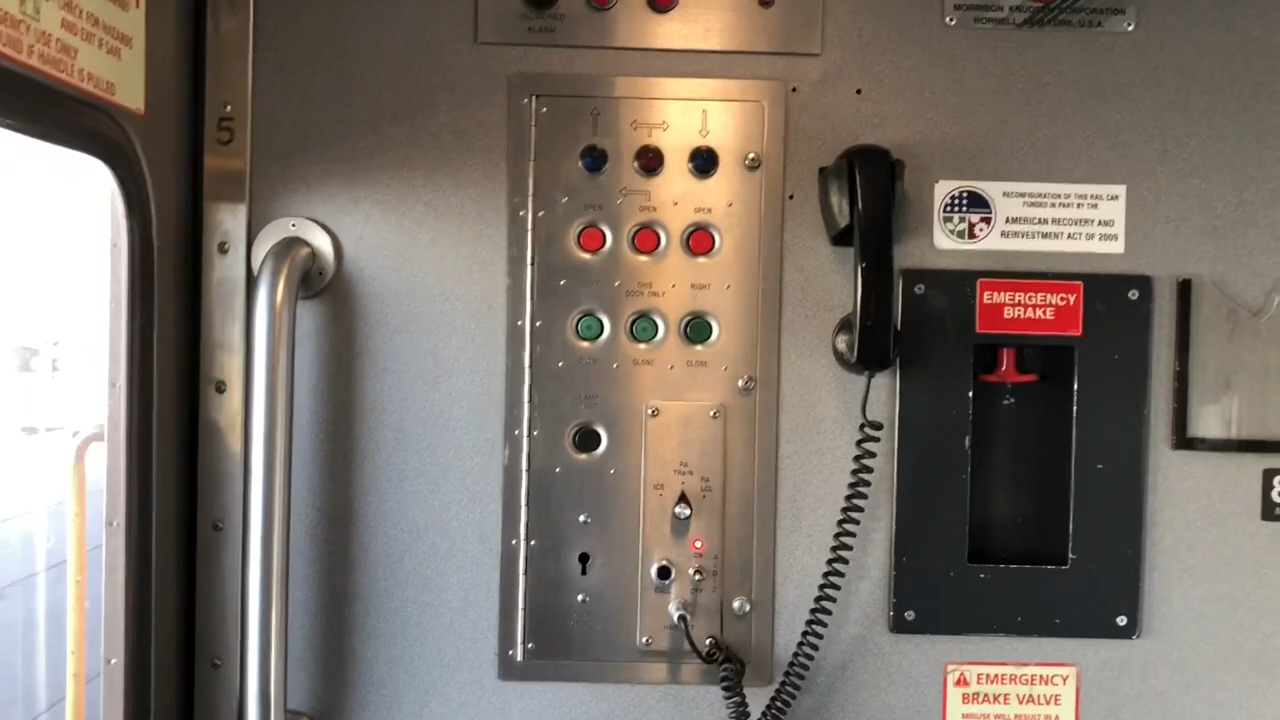 CHECK FOR HAZARDS
AND EXIT IF SAFE
USE ONLY
IF HANDLE IS PULLED
5
ALARM
MORRISON KNUDSEN CORPORATION
HORNELL, NEW YORK, U.S.A.
OPEN
OPEN
OPEN
THIS
DOOR ONLY
RIGHT
CLOSE
CLOSE
PA
TRAIN
PA
LCL
ICS
ON
OFF
RECONFIGURATION OF THIS RAIL CAR
FUNDED IN PART BY THE
AMERICAN RECOVERY AND
REINVESTMENT ACT OF 2009
EMERGENCY
BRAKE
EMERGENCY
BRAKE VALVE
MISUSE WILL RESULT IN A